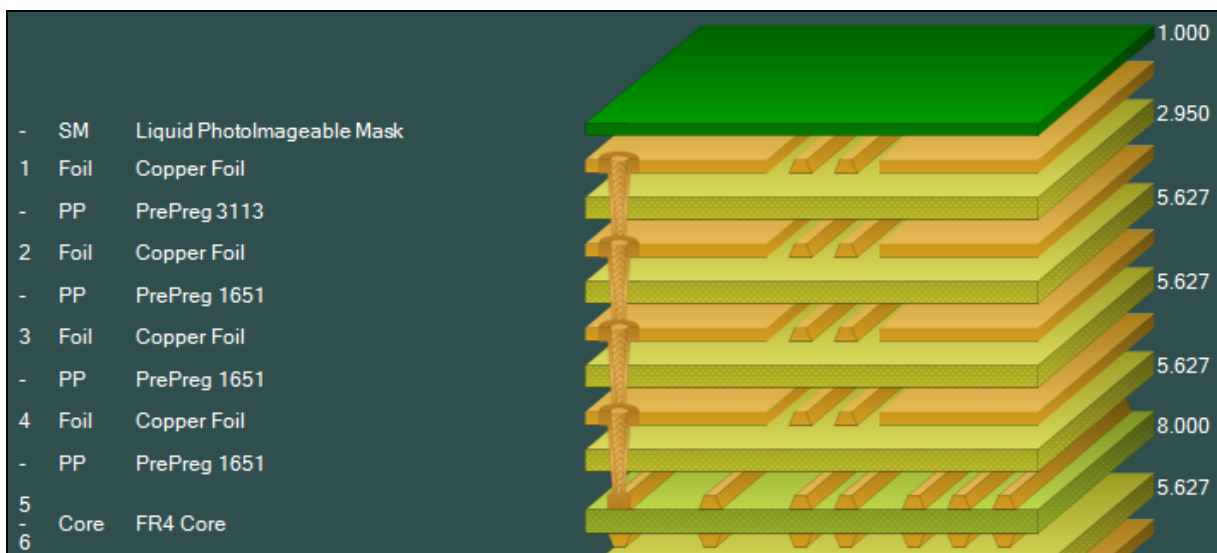 1.000
2.950
- SM Liquid PhotoImageable Mask
1 Foil Copper Foil
5.627
- PP PrePreg 3113
2 Foil Copper Foil
5.627
- PP PrePreg 1651
3 Foil Copper Foil
5.627
- PP PrePreg 1651
4 Foil Copper Foil
8.000
- PP PrePreg 1651
5.627
5
- Core FR4 Core
6